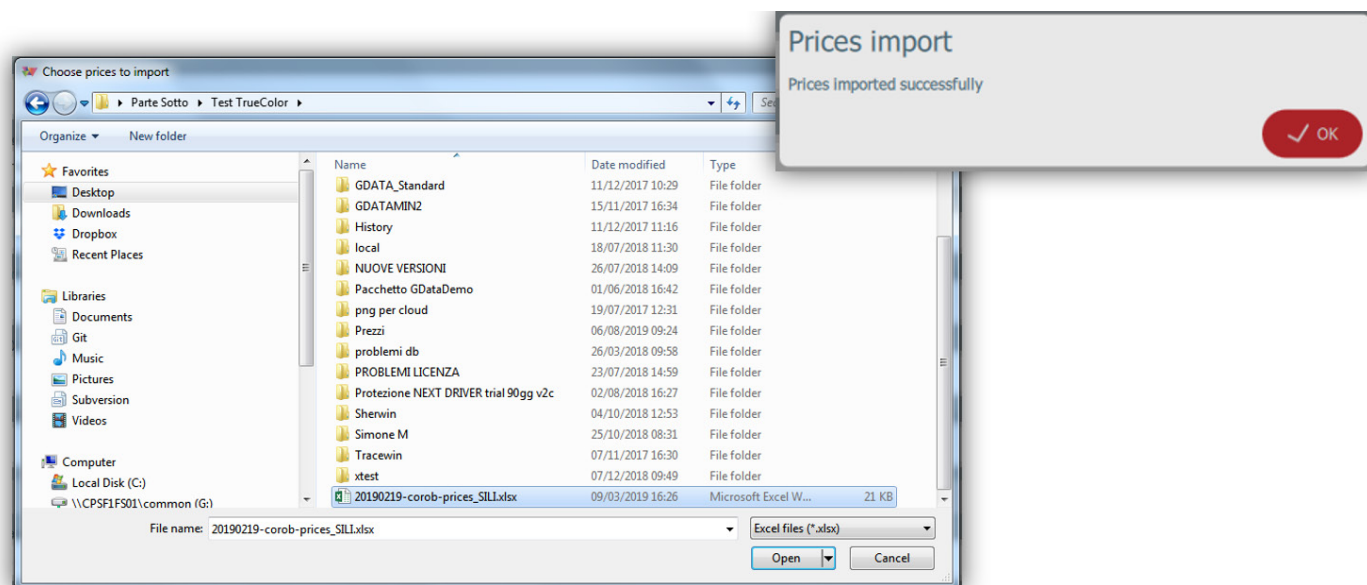 Prices import
Prices imported successfully
OK
Choose prices to import
Parte Sotto Test TrueColor
Organize New folder
Favorites
Desktop
Downloads
Dropbox
Recent Places
Libraries
Documents
Git
Music
Pictures
Subversion
Videos
Computer
Local Disk (C:)
\\CPSF1FS01\common (G:)
Name Date modified Type
GDATA_Standard 11/12/2017 10:29 File folder
GDATAMIN2 15/11/2017 16:34 File folder
History 11/12/2017 11:16 File folder
local 18/07/2018 11:30 File folder
NUOVE VERSIONI 26/07/2018 14:09 File folder
Pacchetto GDataDemo 01/06/2018 16:42 File folder
png per cloud 19/07/2017 12:31 File folder
Prezzi 06/08/2019 09:24 File folder
problemi db 26/03/2018 09:58 File folder
PROBLEMI LICENZA 23/07/2018 14:59 File folder
Protezione NEXT DRIVER trial 90gg v2c 02/08/2018 16:27 File folder
Sherwin 04/10/2018 12:53 File folder
Simone M 25/10/2018 08:31 File folder
Tracewin 07/11/2017 16:30 File folder
xtest 07/12/2018 09:49 File folder
20190219-corob-prices_SILI.xlsx 09/03/2019 16:26 Microsoft Excel W... 21 KB
File name: 20190219-corob-prices_SILI.xlsx Excel files (*.xlsx)
Open Cancel